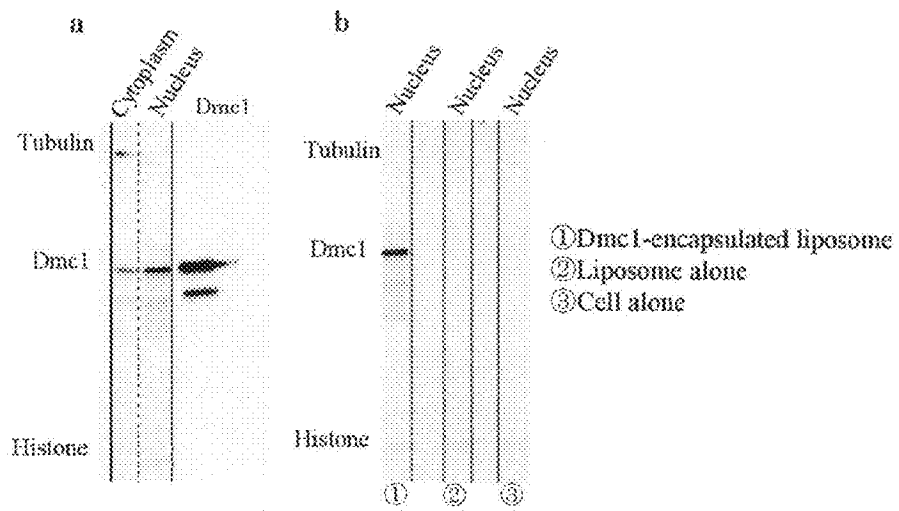 a
Cytoplasm
Nucleus
Dmc1
Tubulin
Dmc1
Histone
b
Nucleus
Nucleus
Nucleus
Tubulin
Dmc1
Histone
① ② ③
①Dmc1-encapsulated liposome
②Liposome alone
③Cell alone